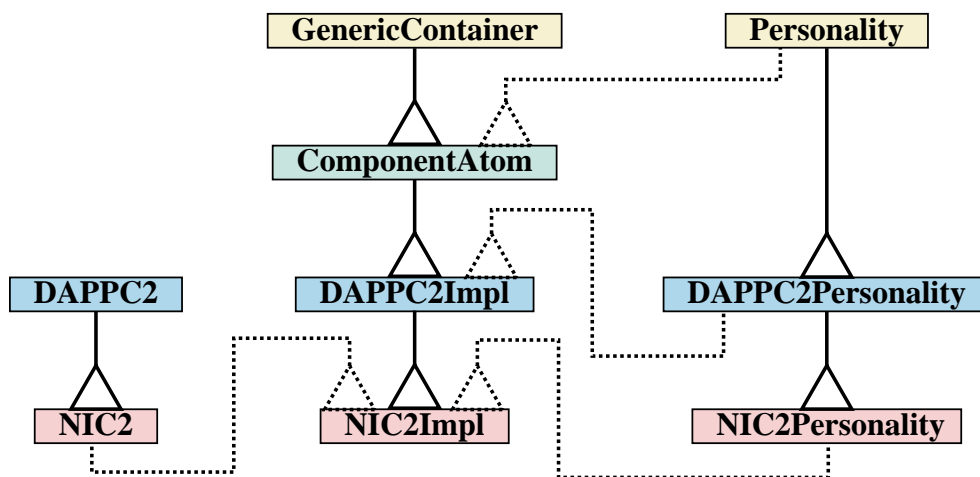 GenericContainer
Personality
ComponentAtom
DAPPC2
DAPPC2Impl
DAPPC2Personality
NIC2
NIC2Impl
NIC2Personality